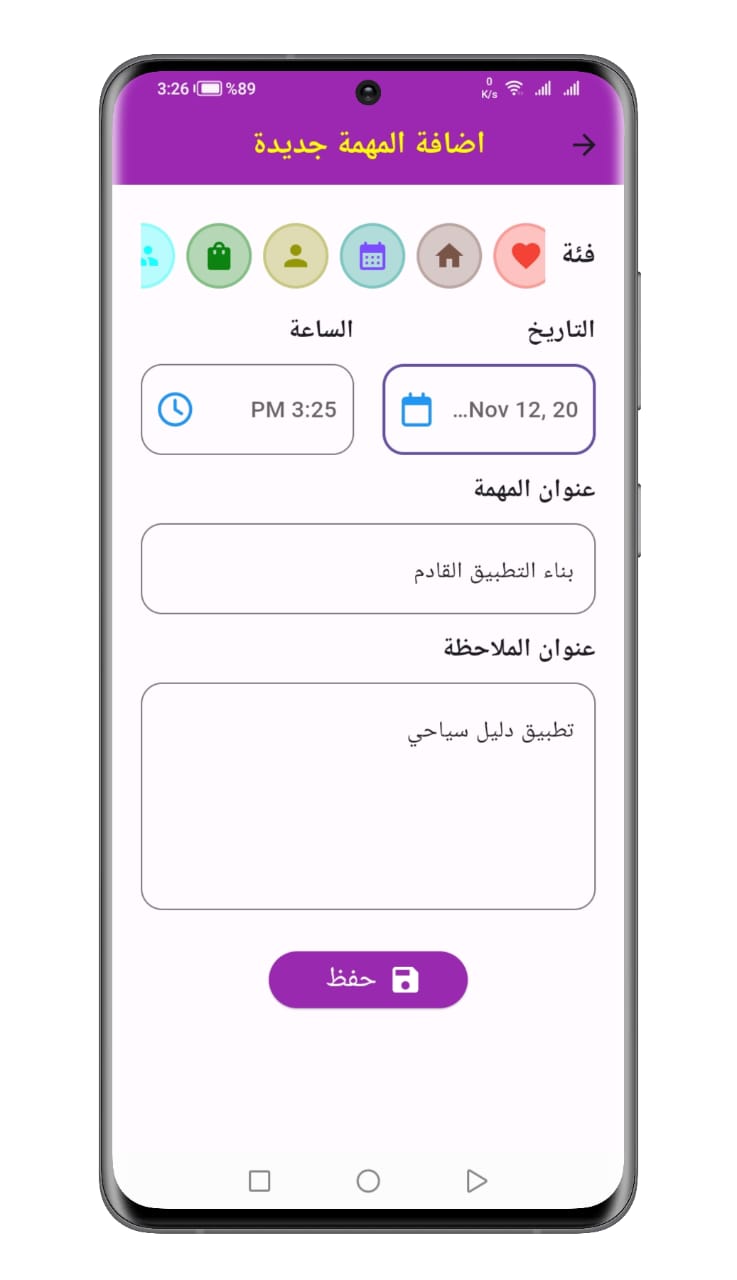 3:26 %89 0 K/s
اضافة المهمة جديدة
فئة
التاريخ الساعة
Nov 12, 20... PM 3:25
عنوان المهمة
بناء التطبيق القادم
عنوان الملاحظة
تطبيق دليل سياحي
حفظ